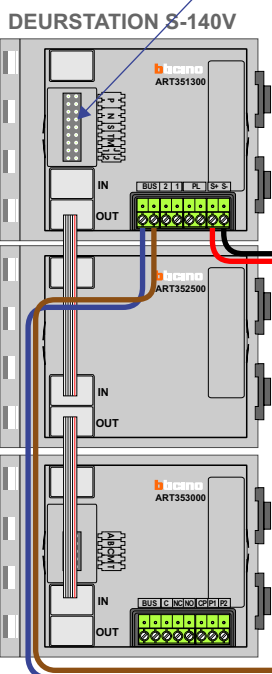 DEURSTATION S-140V
bticino
ART351300
P N S T M 1 2
IN
OUT
BUS 2 1 PL S+ S-
bticino
ART352500
IN
OUT
bticino
ART353000
A B C M T
IN
OUT
BUS C NC NO CP P1 P2